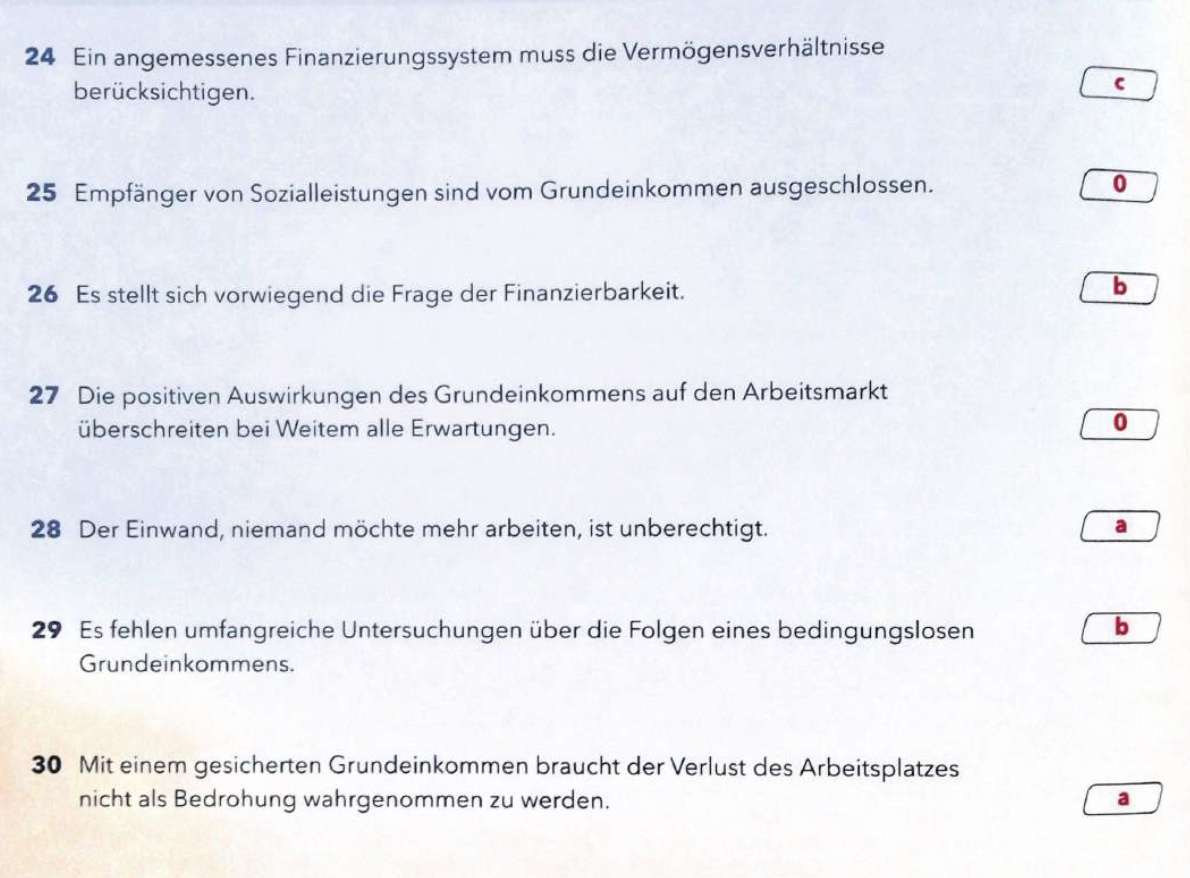 24 Ein angemessenes Finanzierungssystem muss die Vermögensverhältnisse
berücksichtigen.
c
25 Empfänger von Sozialleistungen sind vom Grundeinkommen ausgeschlossen.
0
26 Es stellt sich vorwiegend die Frage der Finanzierbarkeit.
b
27 Die positiven Auswirkungen des Grundeinkommens auf den Arbeitsmarkt
überschreiten bei Weitem alle Erwartungen.
0
28 Der Einwand, niemand möchte mehr arbeiten, ist unberechtigt.
a
29 Es fehlen umfangreiche Untersuchungen über die Folgen eines bedingungslosen
b
Grundeinkommens.
30 Mit einem gesicherten Grundeinkommen braucht der Verlust des Arbeitsplatzes
nicht als Bedrohung wahrgenommen zu werden.
a